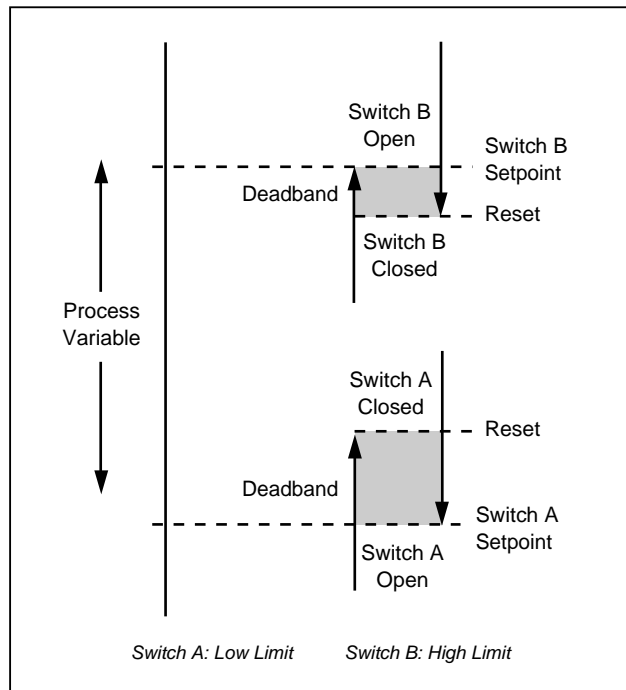 Switch B
Open
Switch B
Setpoint
Deadband
Reset
Switch B
Closed
Process
Variable
Switch A
Closed
Reset
Deadband
Switch A
Setpoint
Switch A
Open
Switch A: Low Limit Switch B: High Limit